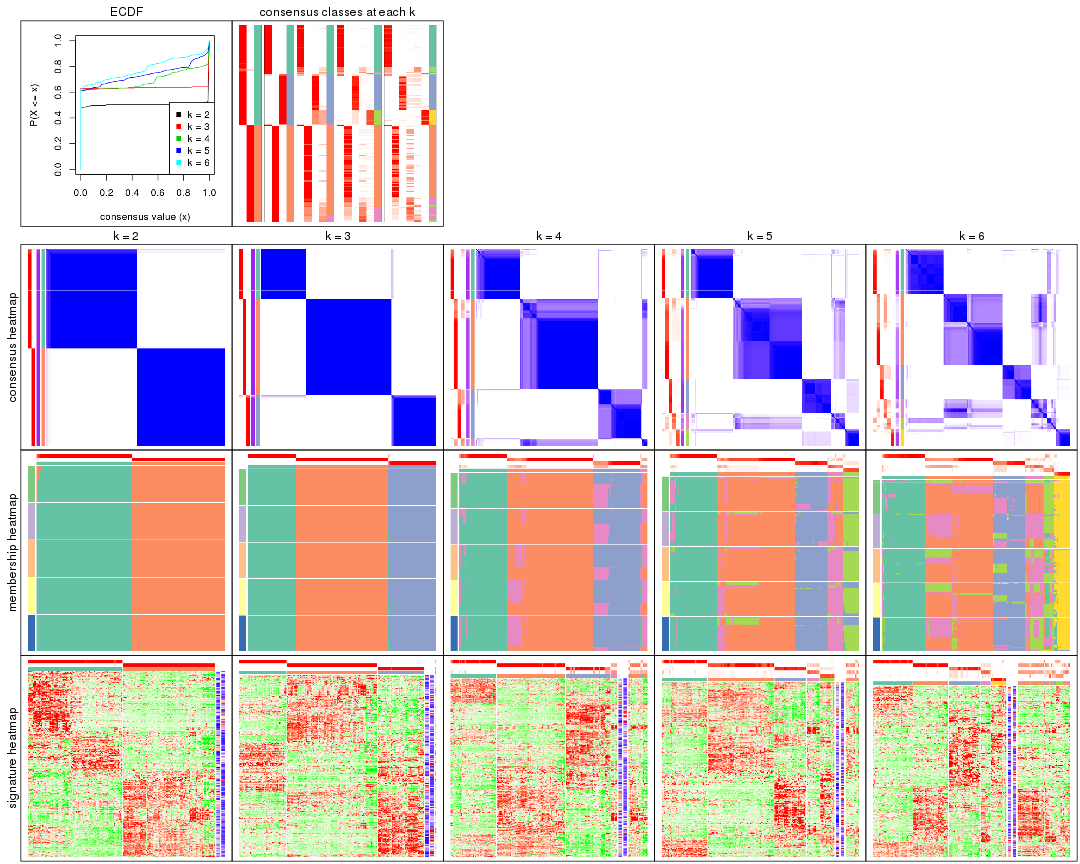 ECDF
consensus classes at each k
P(X <= x)
0.0 0.2 0.4 0.6 0.8 1.0
k = 2
k = 3
k = 4
k = 5
k = 6
0.0 0.2 0.4 0.6 0.8 1.0
consensus value (x)
k = 2
k = 3
k = 4
k = 5
k = 6
consensus heatmap
membership heatmap
signature heatmap